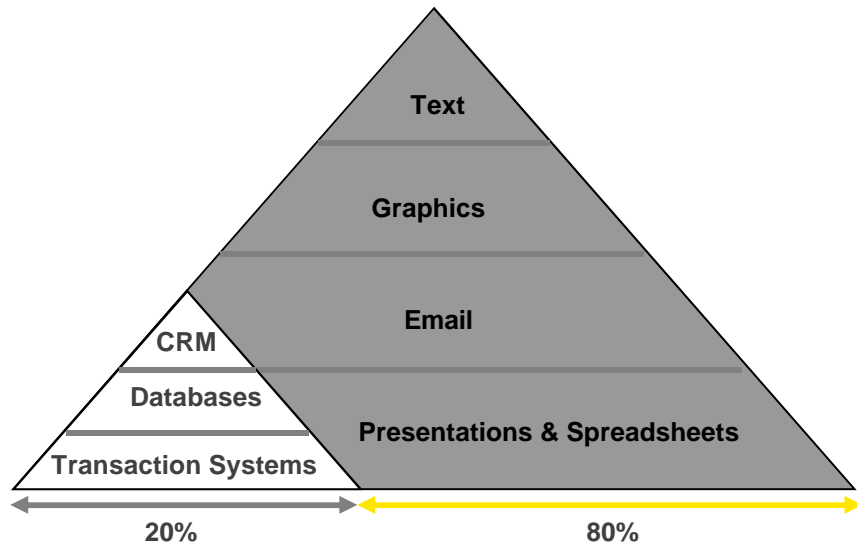 Text
Graphics
Email
CRM
Databases
Presentations & Spreadsheets
Transaction Systems
20%
80%